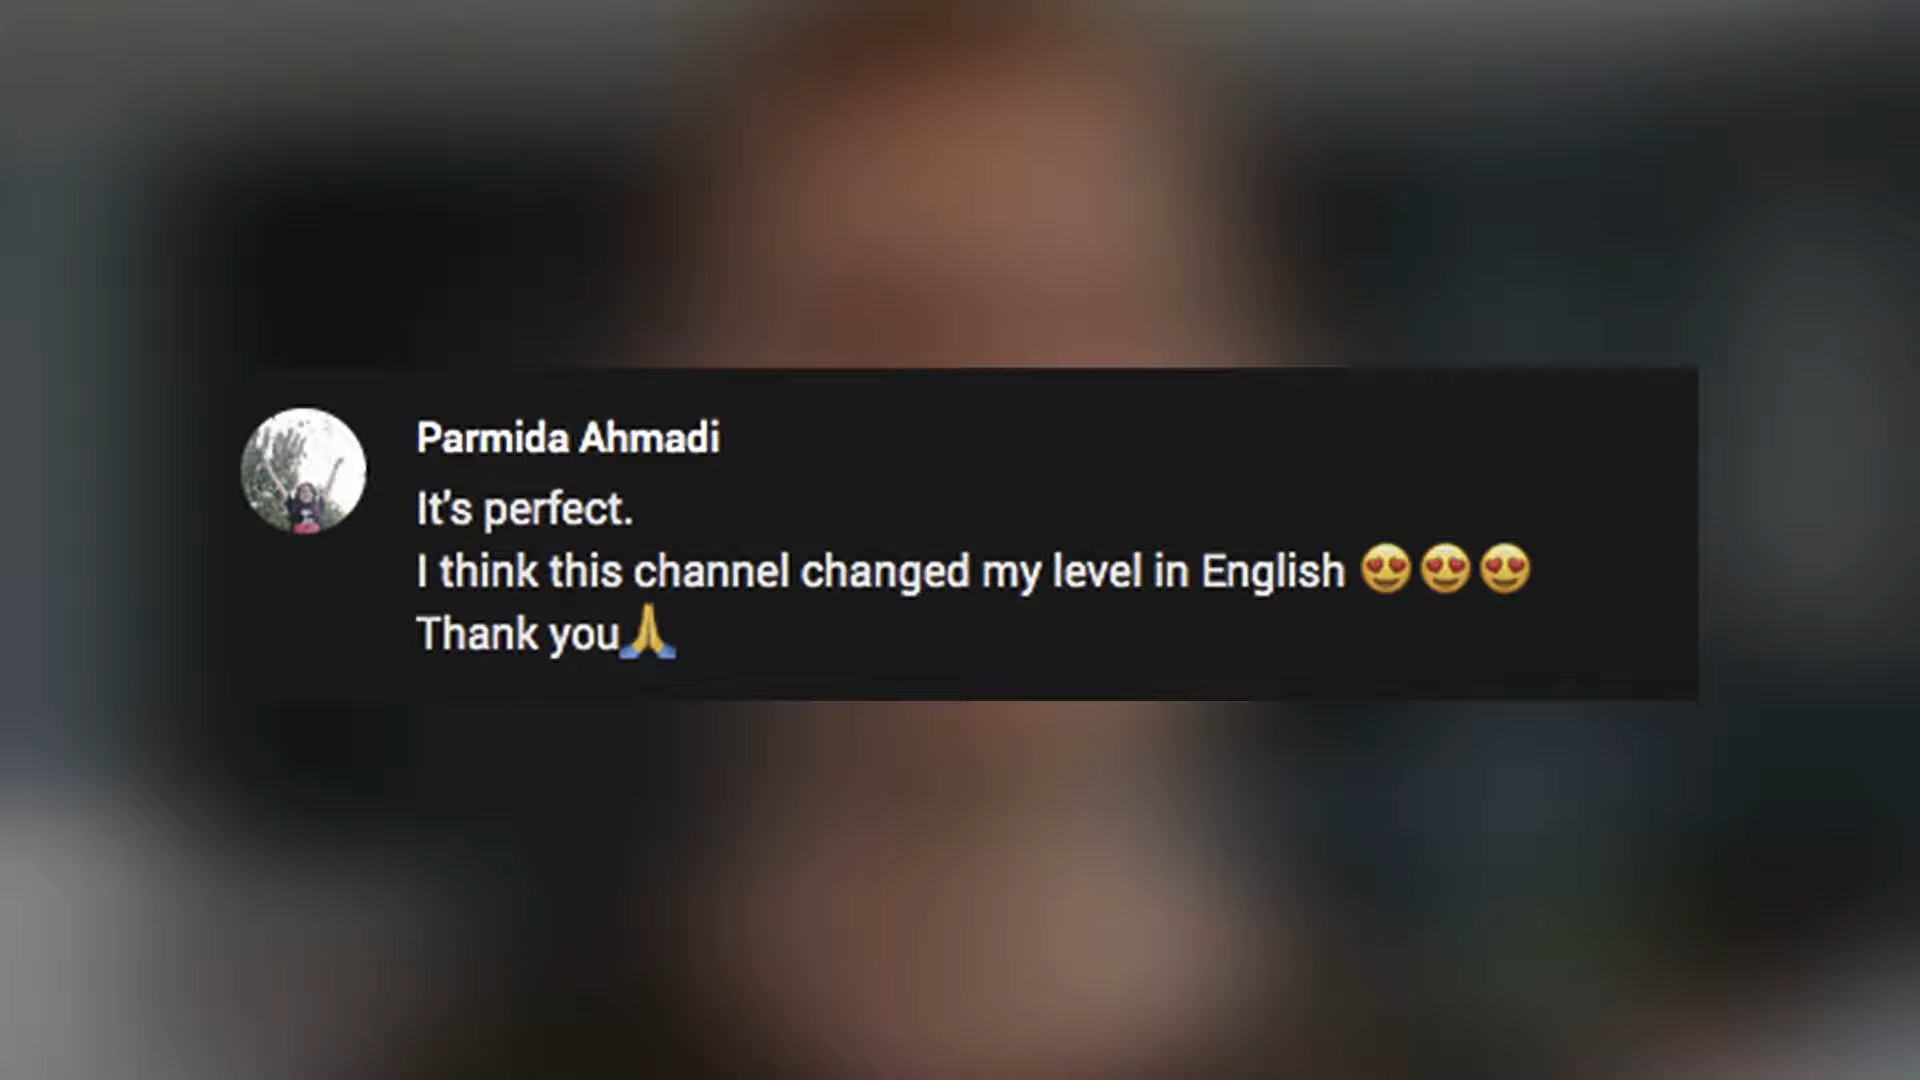 Parmida Ahmadi
It's perfect.
I think this channel changed my level in English 😍😍😍
Thank you🙏